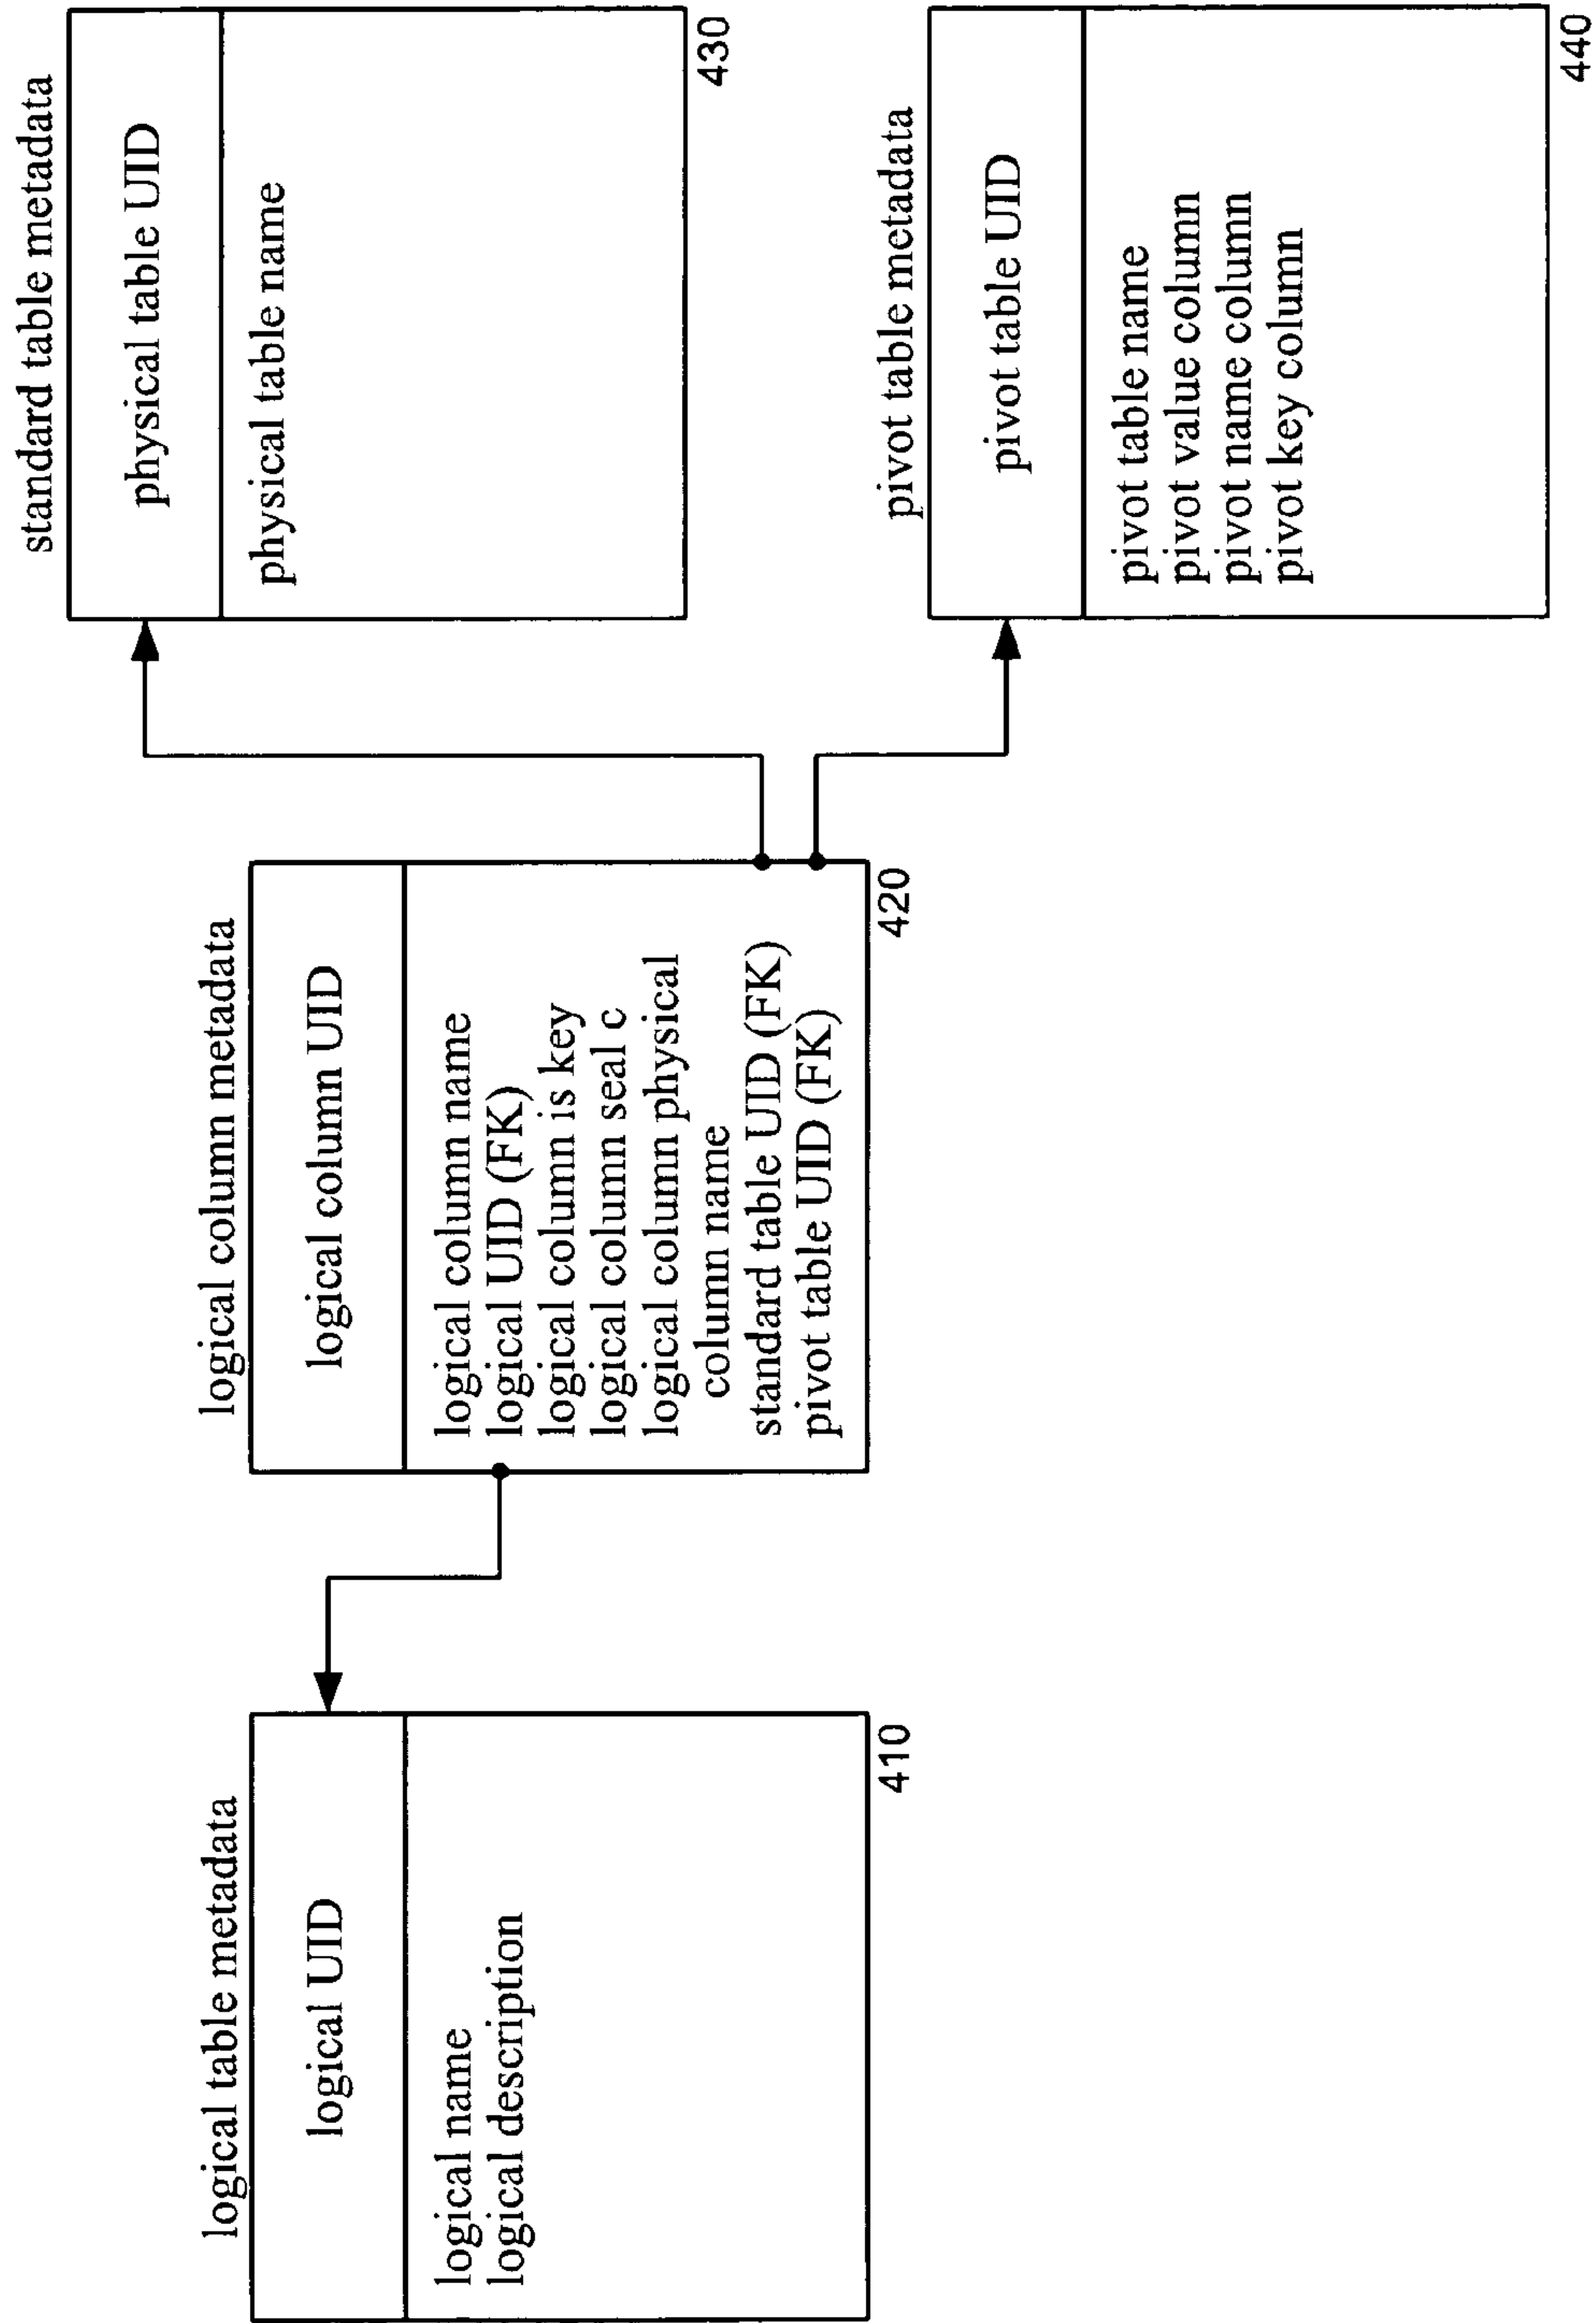 logical table metadata
logical UID
logical name
logical description
410
logical column metadata
logical column UID
logical column name
logical UID (FK)
logical column is key
logical column seal c
logical column physical
column name
standard table UID (FK)
pivot table UID (FK)
420
standard table metadata
physical table UID
physical table name
430
pivot table metadata
pivot table UID
pivot table name
pivot value column
pivot name column
pivot key column
440